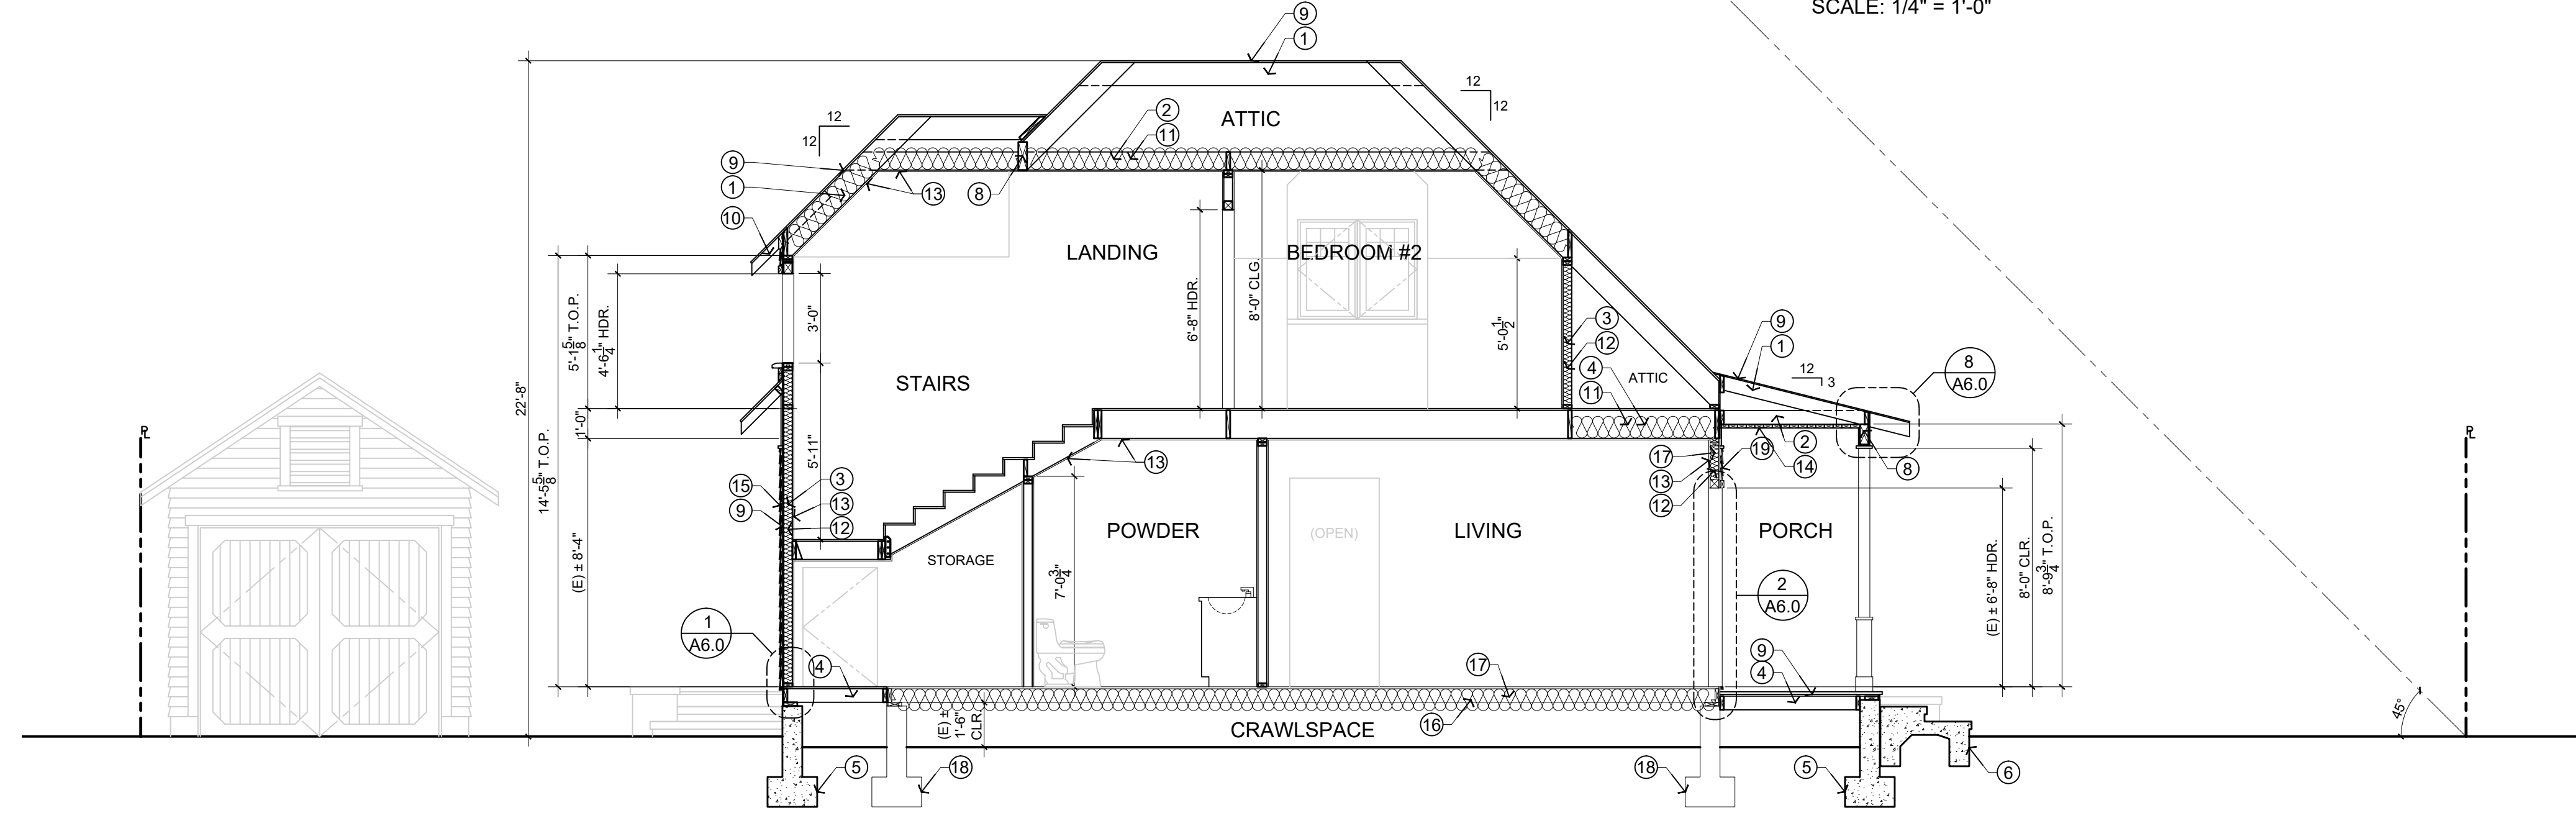 SCALE: 1/4" = 1'-0"
9
1
12
12
12
12
ATTIC
2
11
9
1
10
13
8
LANDING
BEDROOM #2
6'-8" HDR.
8'-0" CLG.
5'-0 1/2"
3'-0"
5'-1 5/8" T.O.P.
4'-6 1/4" HDR.
22'-8"
14'-5 5/8" T.O.P.
1'-0"
5'-11"
(E) ± 8'-4"
STAIRS
3
12
4
11
ATTIC
9
1
12
3
8
A6.0
2
14
8
17
13
12
19
13
15
9
3
13
12
STORAGE
POWDER
7'-0 3/4"
(OPEN)
LIVING
PORCH
(E) ± 6'-8" HDR.
8'-0" CLR.
8'-9 3/4" T.O.P.
2
A6.0
1
A6.0
4
17
16
9
4
(E) ±
1'-6"
CLR.
CRAWLSPACE
5
18
18
5
6
45°
PL
PL